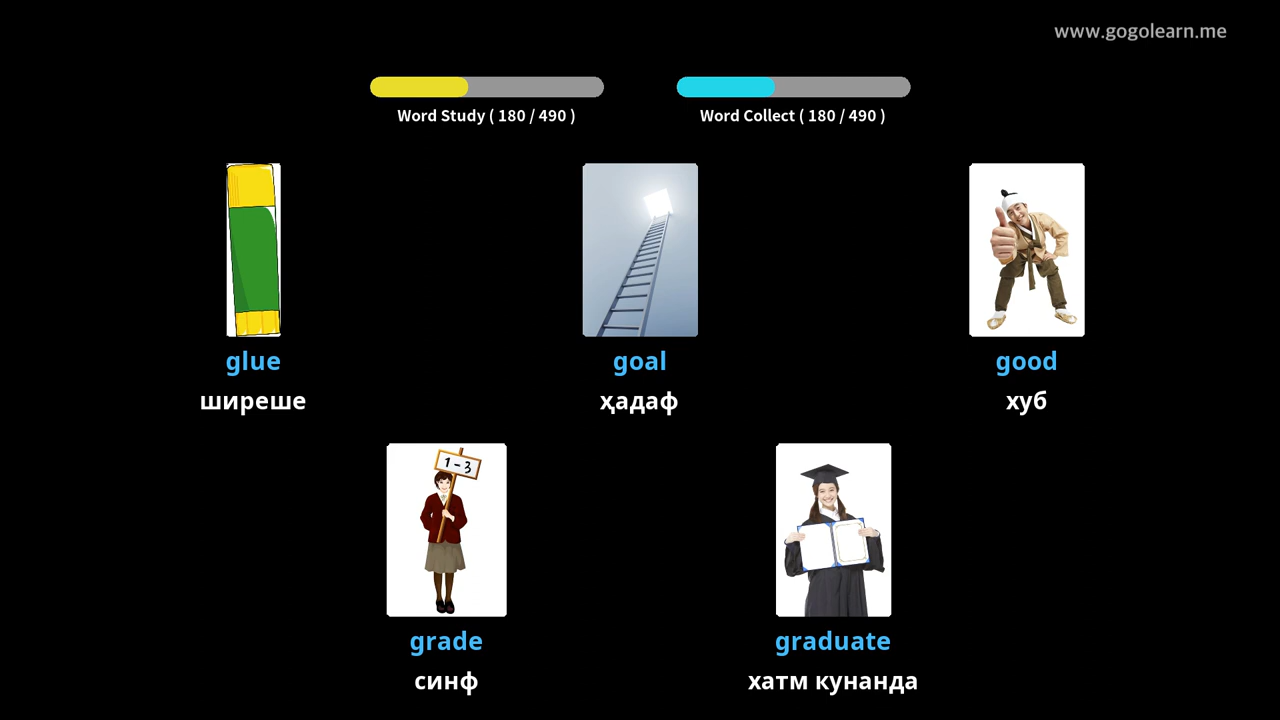 www.gogolearn.me
Word Study ( 180 / 490 )
Word Collect ( 180 / 490 )
glue
goal
good
шиpеше
ҳадаф
хуб
1 - 3
grade
graduate
синф
хатм кунанда